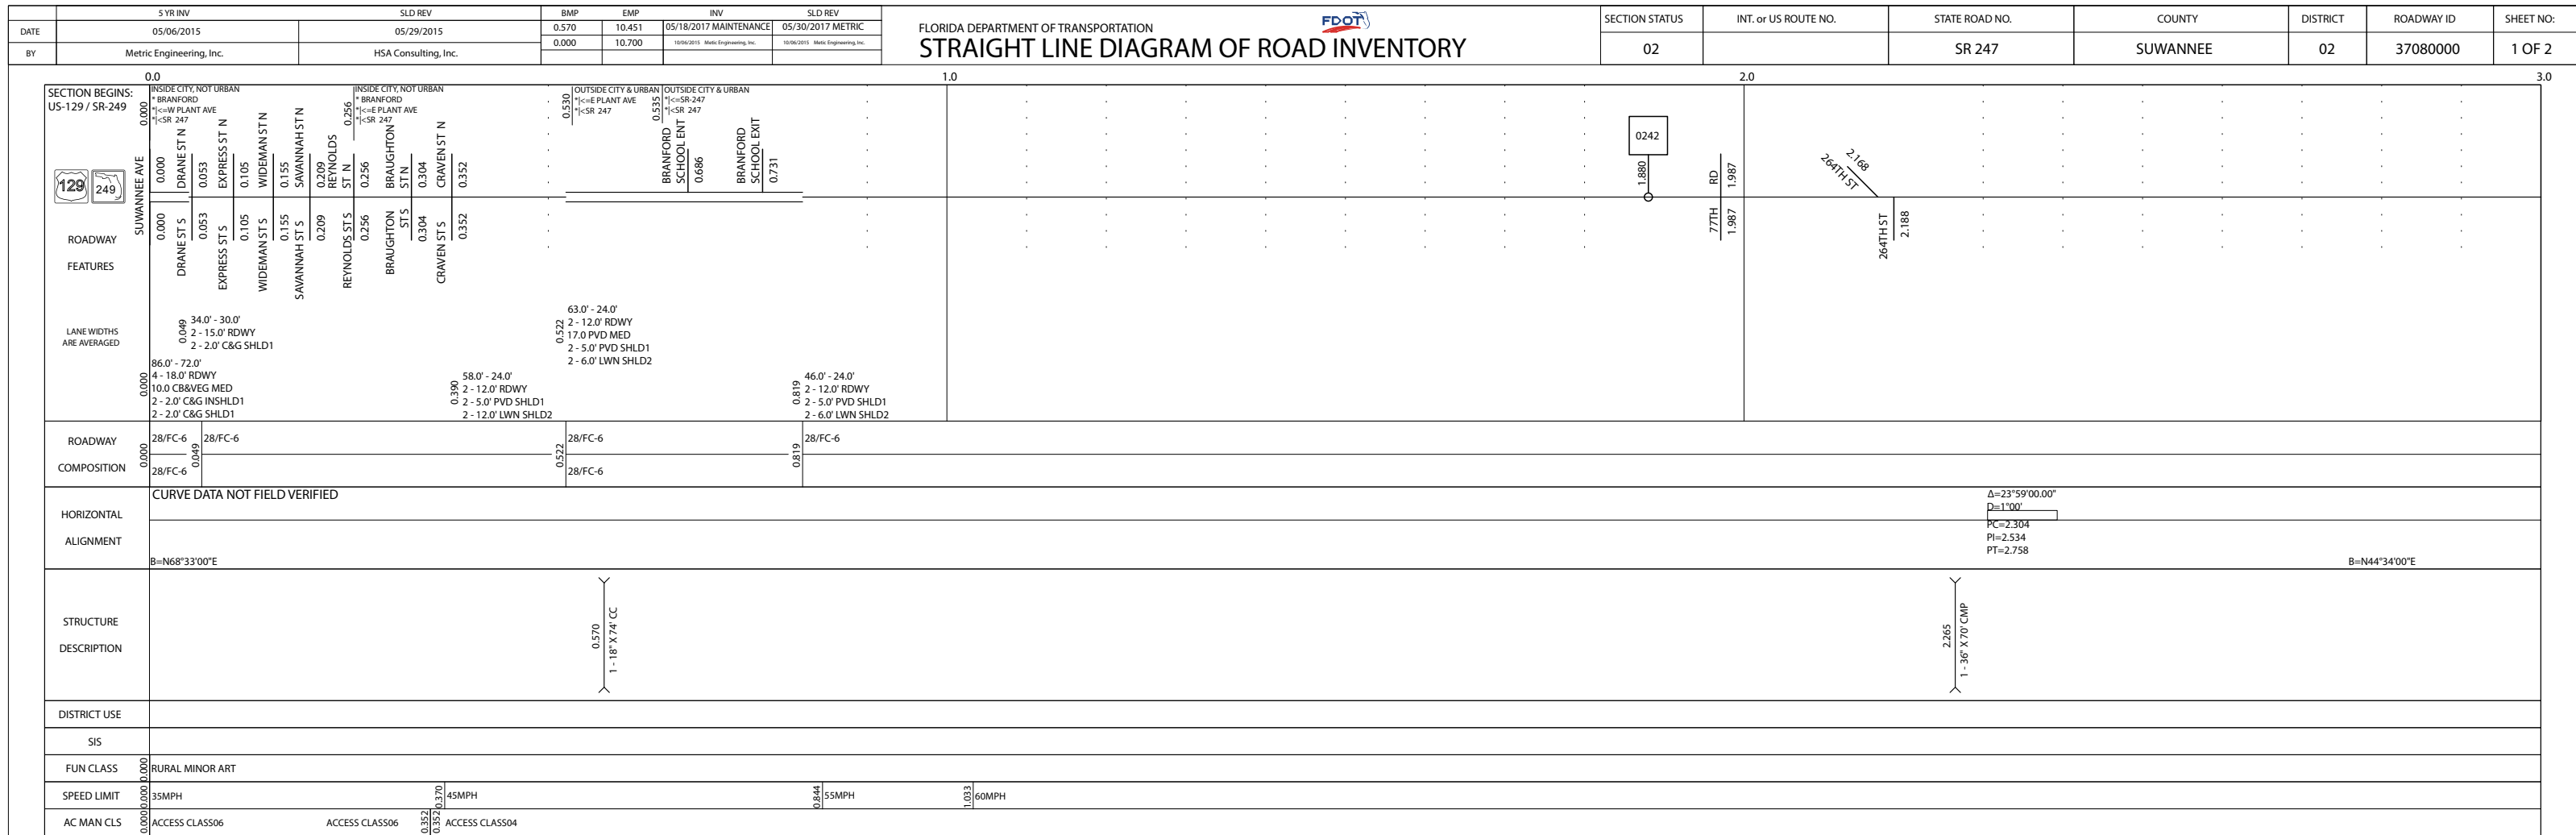 5 YR INV SLD REV BMP EMP INV SLD REV
DATE 05/06/2015 05/29/2015 0.570 10.451 05/18/2017 MAINTENANCE 05/30/2017 METRIC
BY Metric Engineering, Inc. HSA Consulting, Inc. 0.000 10.700 10/06/2015 Metic Engineering, Inc. 10/06/2015 Metic Engineering, Inc.
FLORIDA DEPARTMENT OF TRANSPORTATION
FDOT
STRAIGHT LINE DIAGRAM OF ROAD INVENTORY
SECTION STATUS INT. or US ROUTE NO. STATE ROAD NO. COUNTY DISTRICT ROADWAY ID SHEET NO:
02 SR 247 SUWANNEE 02 37080000 1 OF 2
0.0 1.0 2.0 3.0
SECTION BEGINS:
US-129 / SR-249
129 249
ROADWAY
FEATURES
0.000
INSIDE CITY, NOT URBAN
* BRANFORD
*|<=W PLANT AVE
*|<SR 247
0.256
INSIDE CITY, NOT URBAN
* BRANFORD
*|<=E PLANT AVE
*|<SR 247
0.530
OUTSIDE CITY & URBAN
*|<=E PLANT AVE
*|<SR 247
0.535
OUTSIDE CITY & URBAN
*|<=SR-247
*|<SR 247
SUWANNEE AVE
0.000
DRANE ST N
0.053
EXPRESS ST N
0.105
WIDEMAN ST N
0.155
SAVANNAH ST N
0.209
REYNOLDS
ST N
0.256
BRAUGHTON
ST N
0.304
CRAVEN ST N
0.352
BRANFORD
SCHOOL ENT
0.686
BRANFORD
SCHOOL EXIT
0.731
0242
1.880
RD
1.987
2.168
264TH ST
0.000
DRANE ST S
0.053
EXPRESS ST S
0.105
WIDEMAN ST S
0.155
SAVANNAH ST S
0.209
REYNOLDS ST S
0.256
BRAUGHTON
ST S
0.304
CRAVEN ST S
0.352
77TH
1.987
264TH ST
2.188
LANE WIDTHS
ARE AVERAGED
0.049
34.0' - 30.0'
2 - 15.0' RDWY
2 - 2.0' C&G SHLD1
0.522
63.0' - 24.0'
2 - 12.0' RDWY
17.0 PVD MED
2 - 5.0' PVD SHLD1
2 - 6.0' LWN SHLD2
0.000
86.0' - 72.0'
4 - 18.0' RDWY
10.0 CB&VEG MED
2 - 2.0' C&G INSHLD1
2 - 2.0' C&G SHLD1
0.390
58.0' - 24.0'
2 - 12.0' RDWY
2 - 5.0' PVD SHLD1
2 - 12.0' LWN SHLD2
0.819
46.0' - 24.0'
2 - 12.0' RDWY
2 - 5.0' PVD SHLD1
2 - 6.0' LWN SHLD2
ROADWAY
COMPOSITION
0.000 28/FC-6 0.049 28/FC-6 0.522 28/FC-6 0.819 28/FC-6
28/FC-6 28/FC-6
HORIZONTAL
ALIGNMENT
CURVE DATA NOT FIELD VERIFIED
Δ=23°59'00.00"
D=1°00'
PC=2.304
PI=2.534
PT=2.758
B=N68°33'00"E B=N44°34'00"E
STRUCTURE
DESCRIPTION
0.570
1 - 18" X 74' CC
2.265
1 - 36" X 70' CMP
DISTRICT USE
SIS
FUN CLASS 0.000 RURAL MINOR ART
SPEED LIMIT 0.000 35MPH 0.370 45MPH 0.844 55MPH 1.033 60MPH
AC MAN CLS 0.000 ACCESS CLASS06 ACCESS CLASS06 0.352 0.352 ACCESS CLASS04